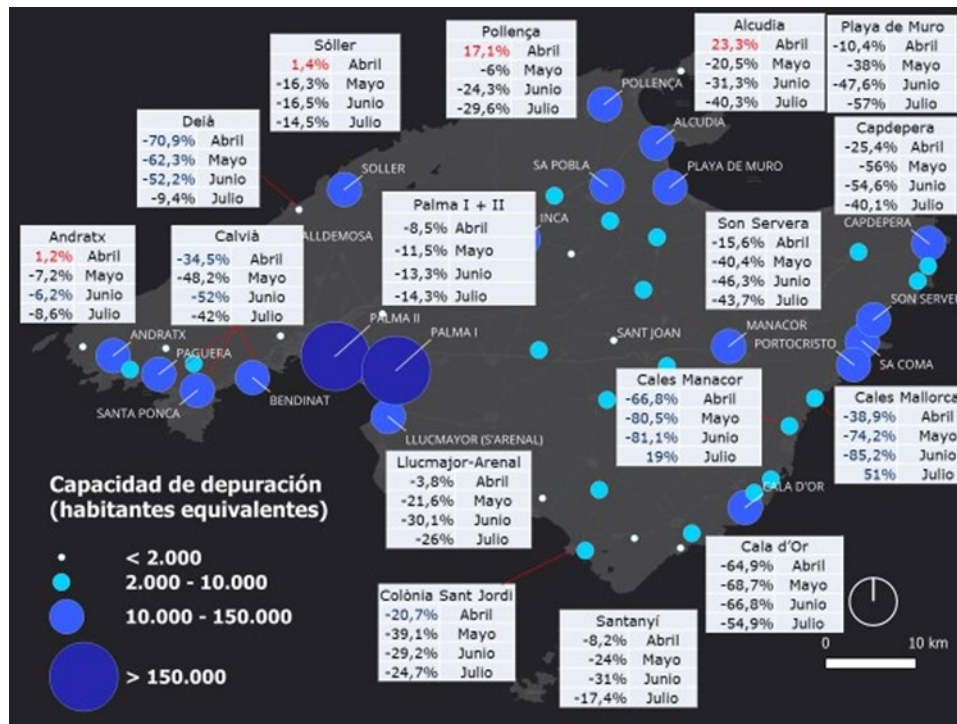 Sóller
1,4% Abril
-16,3% Mayo
-16,5% Junio
-14,5% Julio
Pollença
17,1% Abril
-6% Mayo
-24,3% Junio
-29,6% Julio
Alcudia
23,3% Abril
-20,5% Mayo
-31,3% Junio
-40,3% Julio
Playa de Muro
-10,4% Abril
-38% Mayo
-47,6% Junio
-57% Julio
Deià
-70,9% Abril
-62,3% Mayo
-52,2% Junio
-9,4% Julio
Capdepera
-25,4% Abril
-56% Mayo
-54,6% Junio
-40,1% Julio
POLLENÇA
ALCUDIA
SOLLER
SA POBLA
PLAYA DE MURO
Palma I + II
-8,5% Abril
-11,5% Mayo
-13,3% Junio
-14,3% Julio
INCA
CAPDEPERA
Son Servera
-15,6% Abril
-40,4% Mayo
-46,3% Junio
-43,7% Julio
Andratx
1,2% Abril
-7,2% Mayo
-6,2% Junio
-8,6% Julio
Calvià
-34,5% Abril
-48,2% Mayo
-52% Junio
-42% Julio
ALLDEMOSA
SON SERVER
ANDRATX
PALMA II
PALMA I
SANT JOAN
MANACOR
PORTOCRISTO
SA COMA
PAGUERA
SANTA PONCA
BENDINAT
LLUCMAYOR (S'ARENAL)
Cales Manacor
-66,8% Abril
-80,5% Mayo
-81,1% Junio
19% Julio
Cales Mallorca
-38,9% Abril
-74,2% Mayo
-85,2% Junio
51% Julio
Llucmajor-Arenal
-3,8% Abril
-21,6% Mayo
-30,1% Junio
-26% Julio
CALA D'OR
Capacidad de depuración
(habitantes equivalentes)
< 2.000
2.000 - 10.000
10.000 - 150.000
> 150.000
Colònia Sant Jordi
-20,7% Abril
-39,1% Mayo
-29,2% Junio
-24,7% Julio
Santanyí
-8,2% Abril
-24% Mayo
-31% Junio
-17,4% Julio
Cala d'Or
-64,9% Abril
-68,7% Mayo
-66,8% Junio
-54,9% Julio
0 10 km